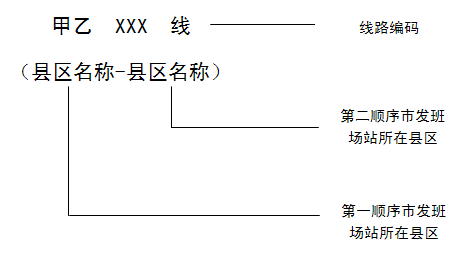 甲乙 XXX 线
线路编码
（县区名称-县区名称）
第二顺序市发班
场站所在县区
第一顺序市发班
场站所在县区